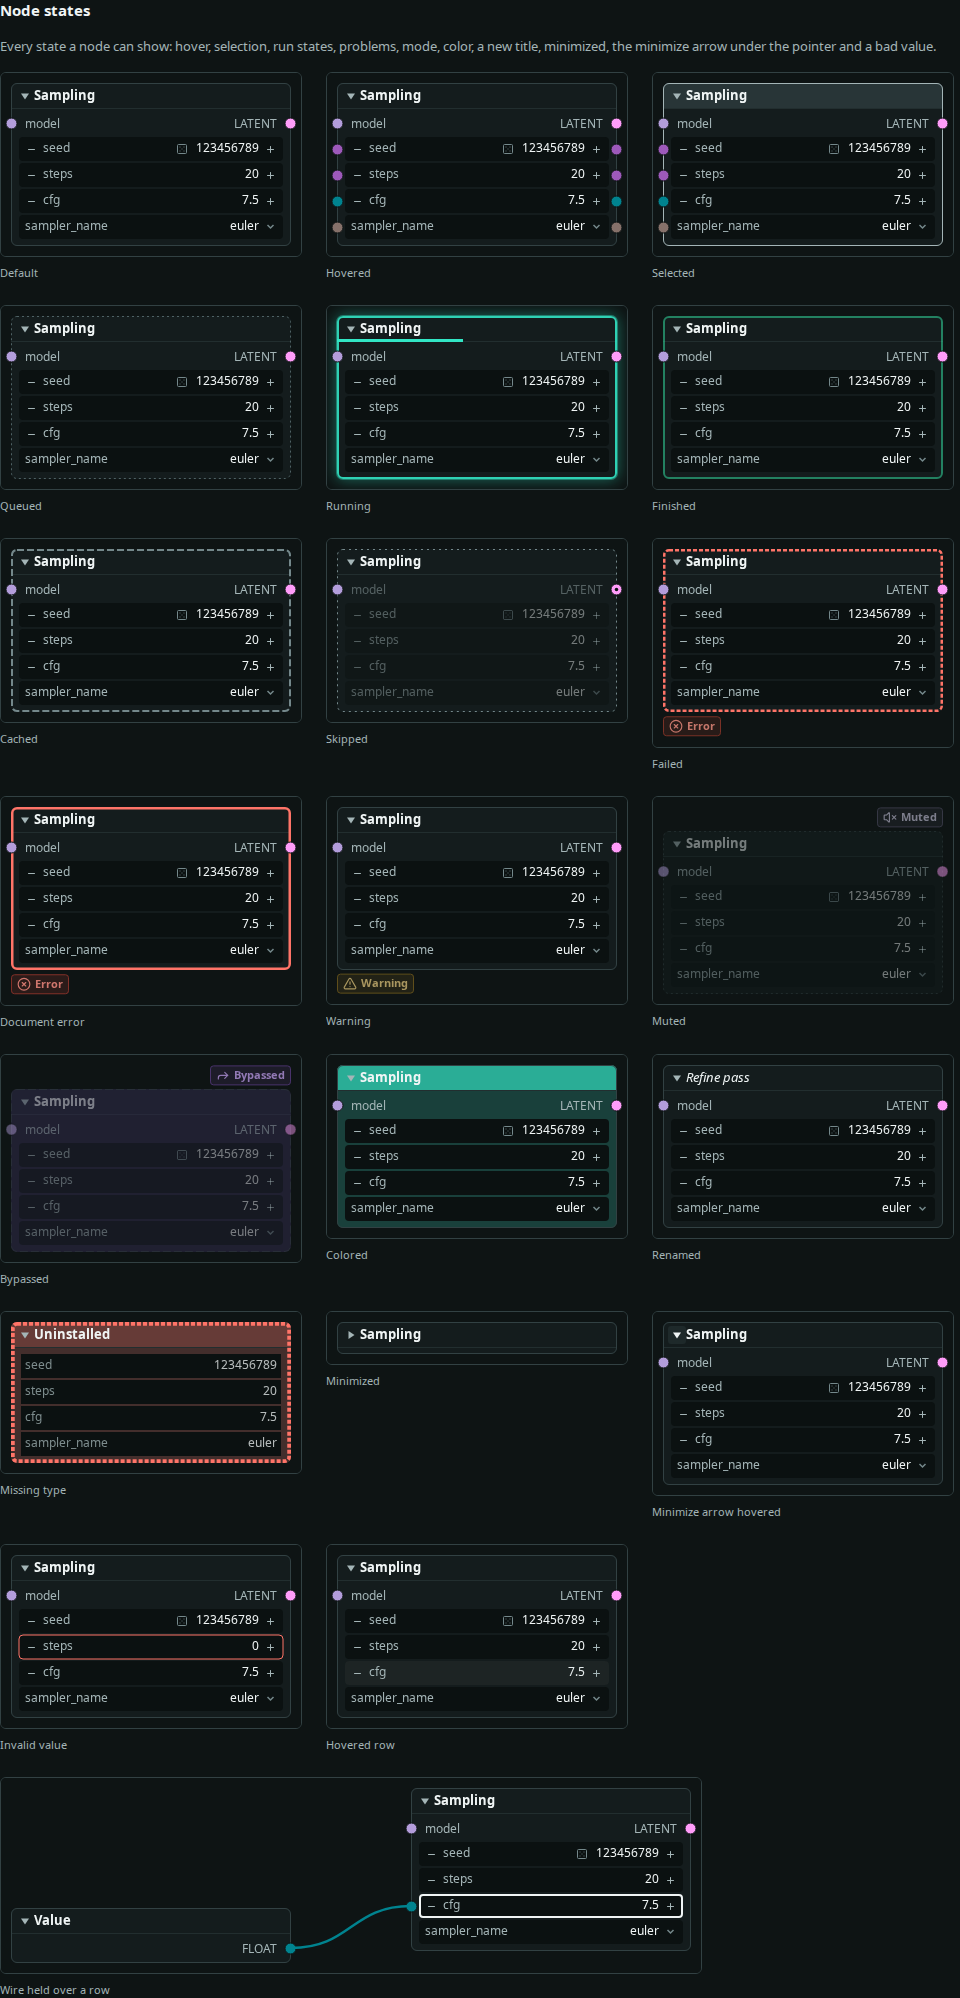 Node states
Every state a node can show: hover, selection, run states, problems, mode, color, a new title, minimized, the minimize arrow under the pointer and a bad value.
Sampling
model LATENT
– seed 123456789 +
– steps 20 +
– cfg 7.5 +
sampler_name euler
Default
Sampling
model LATENT
– seed 123456789 +
– steps 20 +
– cfg 7.5 +
sampler_name euler
Hovered
Sampling
model LATENT
– seed 123456789 +
– steps 20 +
– cfg 7.5 +
sampler_name euler
Selected
Sampling
model LATENT
– seed 123456789 +
– steps 20 +
– cfg 7.5 +
sampler_name euler
Queued
Sampling
model LATENT
– seed 123456789 +
– steps 20 +
– cfg 7.5 +
sampler_name euler
Running
Sampling
model LATENT
– seed 123456789 +
– steps 20 +
– cfg 7.5 +
sampler_name euler
Finished
Sampling
model LATENT
– seed 123456789 +
– steps 20 +
– cfg 7.5 +
sampler_name euler
Cached
Sampling
model LATENT
– seed 123456789 +
– steps 20 +
– cfg 7.5 +
sampler_name euler
Skipped
Sampling
model LATENT
– seed 123456789 +
– steps 20 +
– cfg 7.5 +
sampler_name euler
Error
Failed
Sampling
model LATENT
– seed 123456789 +
– steps 20 +
– cfg 7.5 +
sampler_name euler
Error
Document error
Sampling
model LATENT
– seed 123456789 +
– steps 20 +
– cfg 7.5 +
sampler_name euler
Warning
Warning
Muted
Sampling
model LATENT
– seed 123456789 +
– steps 20 +
– cfg 7.5 +
sampler_name euler
Muted
Bypassed
Sampling
model LATENT
– seed 123456789 +
– steps 20 +
– cfg 7.5 +
sampler_name euler
Bypassed
Sampling
model LATENT
– seed 123456789 +
– steps 20 +
– cfg 7.5 +
sampler_name euler
Colored
Refine pass
model LATENT
– seed 123456789 +
– steps 20 +
– cfg 7.5 +
sampler_name euler
Renamed
Uninstalled
seed 123456789
steps 20
cfg 7.5
sampler_name euler
Missing type
Sampling
Minimized
Sampling
model LATENT
– seed 123456789 +
– steps 20 +
– cfg 7.5 +
sampler_name euler
Minimize arrow hovered
Sampling
model LATENT
– seed 123456789 +
– steps 0 +
– cfg 7.5 +
sampler_name euler
Invalid value
Sampling
model LATENT
– seed 123456789 +
– steps 20 +
– cfg 7.5 +
sampler_name euler
Hovered row
Sampling
model LATENT
– seed 123456789 +
– steps 20 +
– cfg 7.5 +
sampler_name euler
Value
FLOAT
Wire held over a row